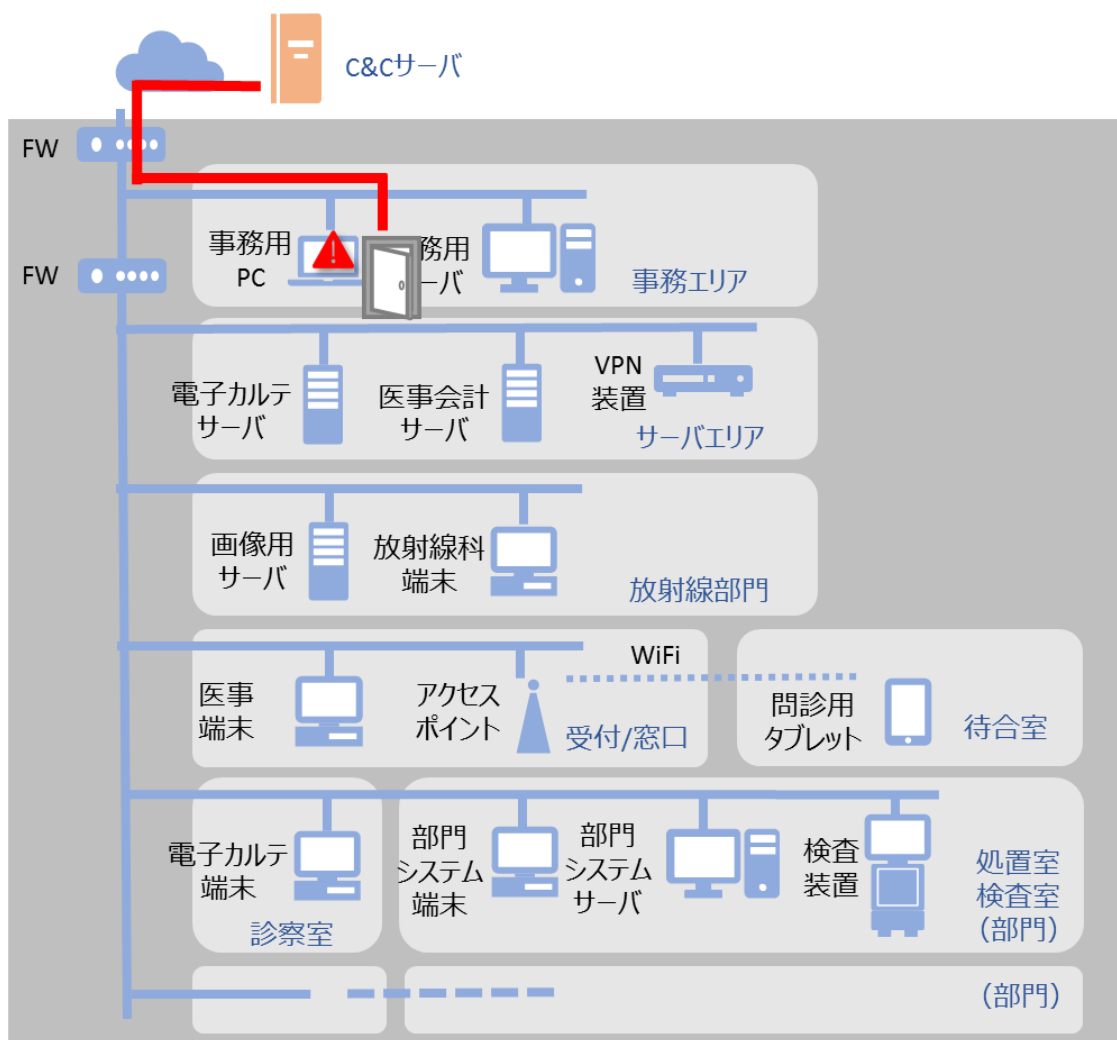 C&Cサーバ
FW
事務用
PC
務用
ーバ
事務エリア
FW
電子カルテ
サーバ
医事会計
サーバ
VPN
装置
サーバエリア
画像用
サーバ
放射線科
端末
放射線部門
医事
端末
アクセス
ポイント
WiFi
受付/窓口
問診用
タブレット
待合室
電子カルテ
端末
診察室
部門
システム
端末
部門
システム
サーバ
検査
装置
処置室
検査室
(部門)
(部門)